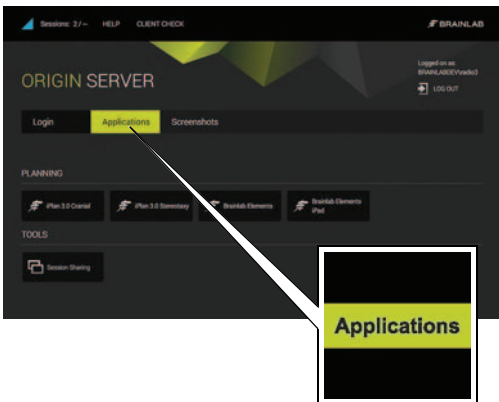 Sessions: 2/-- HELP CLIENT CHECK BRAINLAB
Logged on as:
BRAINLABDEV\radio3
ORIGIN SERVER
LOG OUT
Login Applications Screenshots
PLANNING
iPlan 3.0 Cranial iPlan 3.0 Stereotaxy Brainlab Elements Brainlab Elements
iPad
TOOLS
Session Sharing
Applications